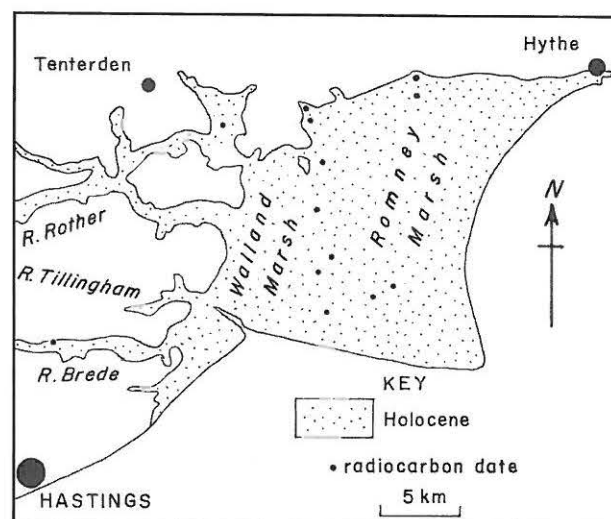 Hythe
Tenterden
Romney
Marsh
Walland
Marsh
N
R. Rother
R. Tillingham
R. Brede
KEY
Holocene
• radiocarbon date
HASTINGS
5 km